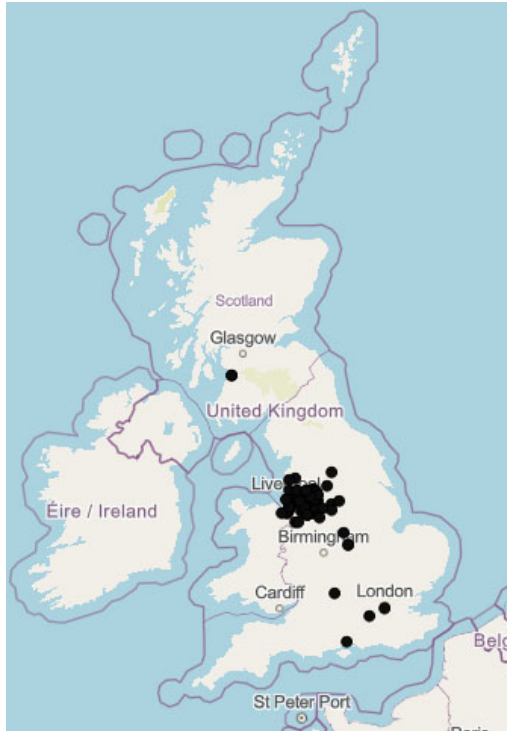 Scotland
Glasgow
United Kingdom
Éire / Ireland
Birmingham
Cardiff
London
St Peter Port